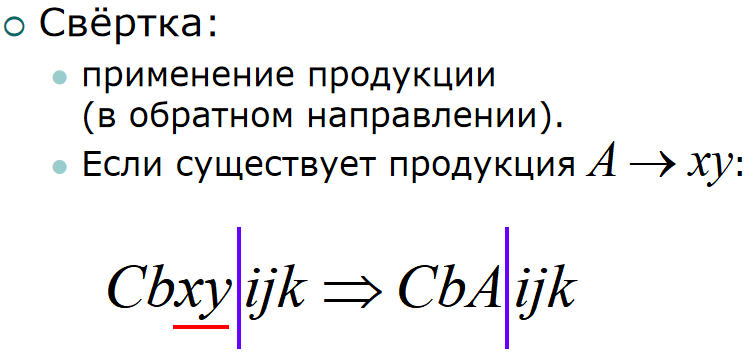 Свёртка:
применение продукции
(в обратном направлении).
Если существует продукция A → xy:
Cbxy|ijk ⇒ CbA|ijk